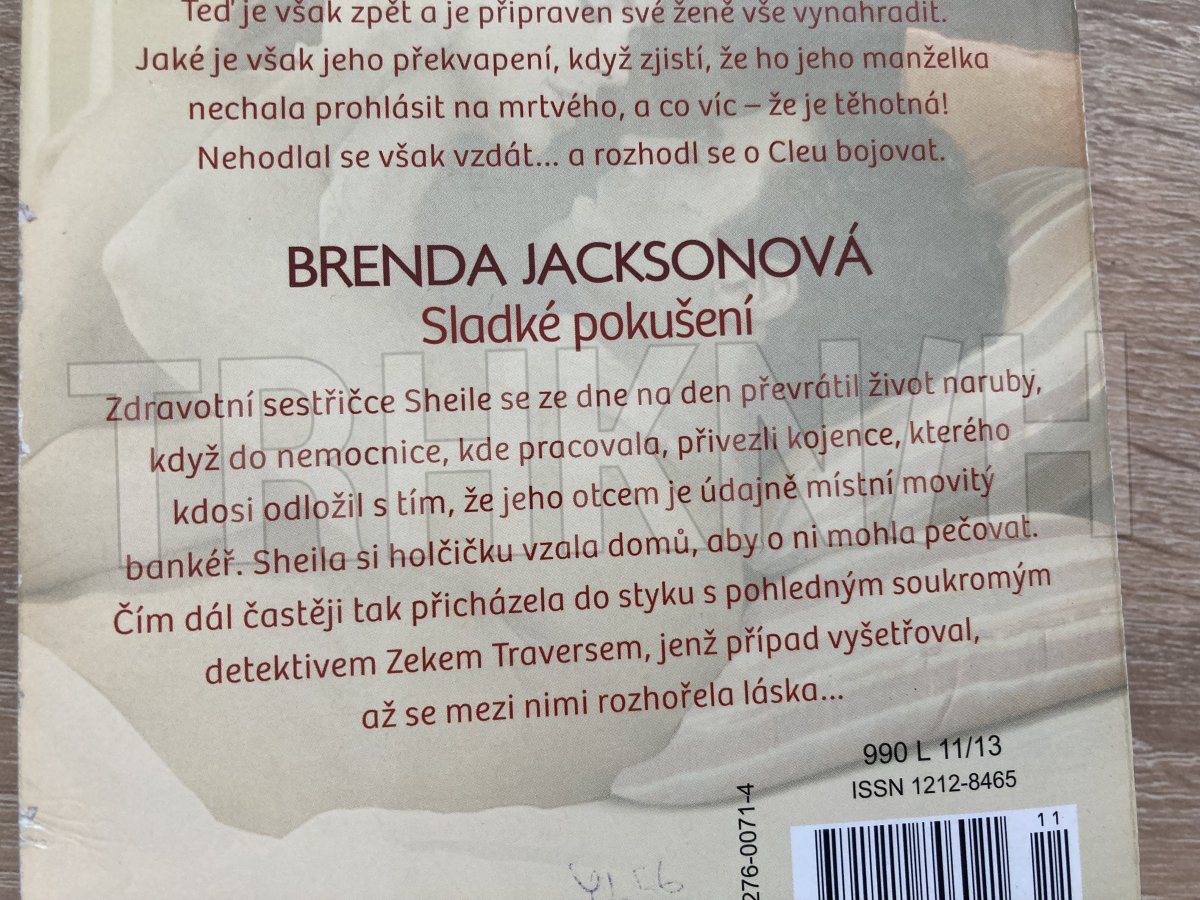 Teď je však zpět a je připraven své ženě vše vynahradit.
Jaké je však jeho překvapení, když zjistí, že ho jeho manželka
nechala prohlásit na mrtvého, a co víc – že je těhotná!
Nehodlal se však vzdát... a rozhodl se o Cleu bojovat.
BRENDA JACKSONOVÁ
Sladké pokušení
Zdravotní sestřičce Sheile se ze dne na den převrátil život naruby,
když do nemocnice, kde pracovala, přivezli kojence, kterého
kdosi odložil s tím, že jeho otcem je údajně místní movitý
bankéř. Sheila si holčičku vzala domů, aby o ni mohla pečovat.
Čím dál častěji tak přicházela do styku s pohledným soukromým
detektivem Zekem Traversem, jenž případ vyšetřoval,
až se mezi nimi rozhořela láska...
990 L 11/13
ISSN 1212-8465
11
276-0071-4
TRHKNIH